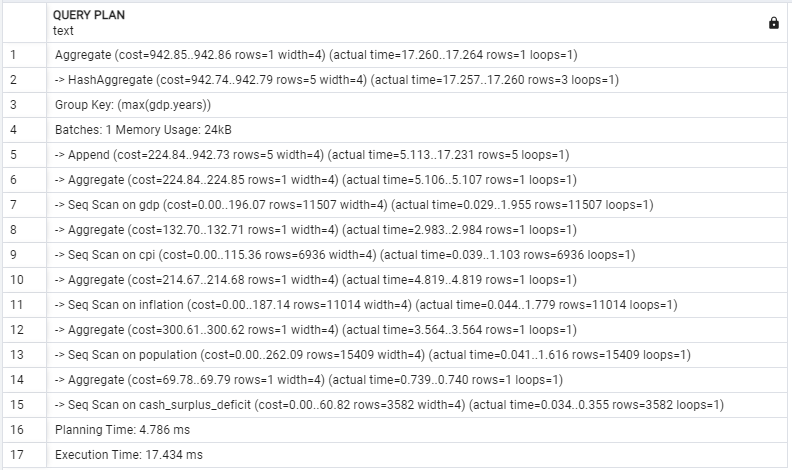 QUERY PLAN
text
1 Aggregate (cost=942.85..942.86 rows=1 width=4) (actual time=17.260..17.264 rows=1 loops=1)
2 -> HashAggregate (cost=942.74..942.79 rows=5 width=4) (actual time=17.257..17.260 rows=3 loops=1)
3 Group Key: (max(gdp.years))
4 Batches: 1 Memory Usage: 24kB
5 -> Append (cost=224.84..942.73 rows=5 width=4) (actual time=5.113..17.231 rows=5 loops=1)
6 -> Aggregate (cost=224.84..224.85 rows=1 width=4) (actual time=5.106..5.107 rows=1 loops=1)
7 -> Seq Scan on gdp (cost=0.00..196.07 rows=11507 width=4) (actual time=0.029..1.955 rows=11507 loops=1)
8 -> Aggregate (cost=132.70..132.71 rows=1 width=4) (actual time=2.983..2.984 rows=1 loops=1)
9 -> Seq Scan on cpi (cost=0.00..115.36 rows=6936 width=4) (actual time=0.039..1.103 rows=6936 loops=1)
10 -> Aggregate (cost=214.67..214.68 rows=1 width=4) (actual time=4.819..4.819 rows=1 loops=1)
11 -> Seq Scan on inflation (cost=0.00..187.14 rows=11014 width=4) (actual time=0.044..1.779 rows=11014 loops=1)
12 -> Aggregate (cost=300.61..300.62 rows=1 width=4) (actual time=3.564..3.564 rows=1 loops=1)
13 -> Seq Scan on population (cost=0.00..262.09 rows=15409 width=4) (actual time=0.041..1.616 rows=15409 loops=1)
14 -> Aggregate (cost=69.78..69.79 rows=1 width=4) (actual time=0.739..0.740 rows=1 loops=1)
15 -> Seq Scan on cash_surplus_deficit (cost=0.00..60.82 rows=3582 width=4) (actual time=0.034..0.355 rows=3582 loops=1)
16 Planning Time: 4.786 ms
17 Execution Time: 17.434 ms